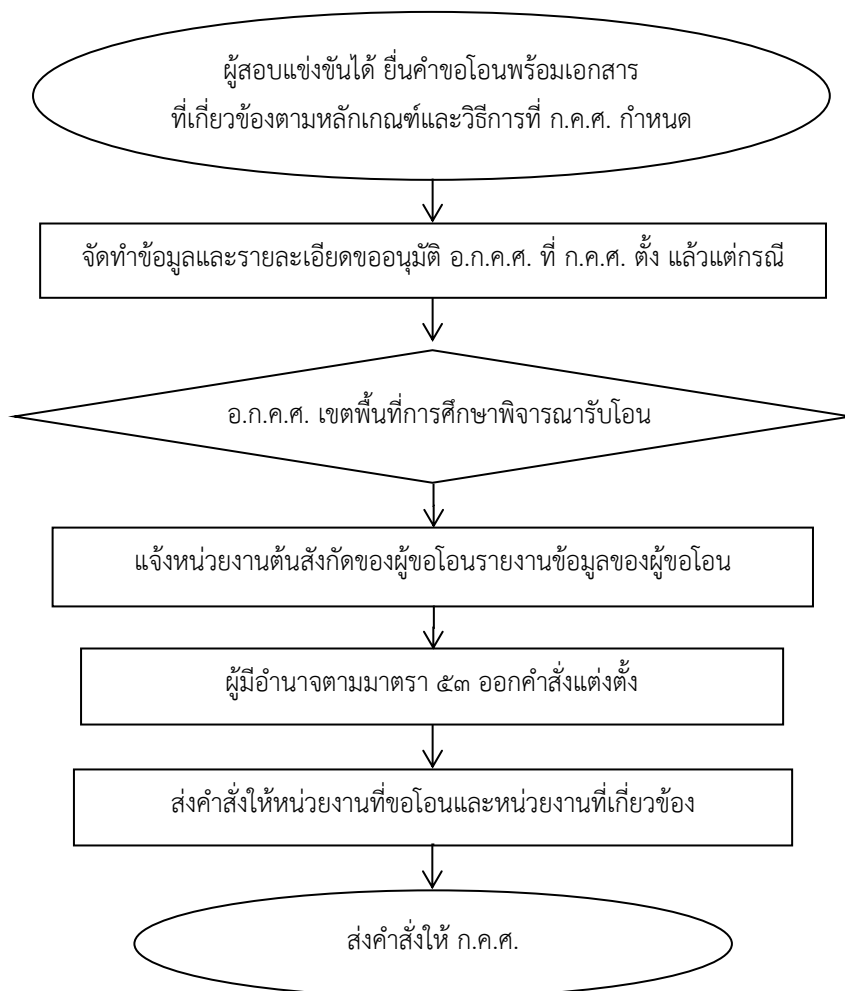 ผู้สอบแข่งขันได้ ยื่นคำขอโอนพร้อมเอกสาร
ที่เกี่ยวข้องตามหลักเกณฑ์และวิธีการที่ ก.ค.ศ. กำหนด
จัดทำข้อมูลและรายละเอียดขออนุมัติ อ.ก.ค.ศ. ที่ ก.ค.ศ. ตั้ง แล้วแต่กรณี
อ.ก.ค.ศ. เขตพื้นที่การศึกษาพิจารณารับโอน
แจ้งหน่วยงานต้นสังกัดของผู้ขอโอนรายงานข้อมูลของผู้ขอโอน
ผู้มีอำนาจตามมาตรา ๕๓ ออกคำสั่งแต่งตั้ง
ส่งคำสั่งให้หน่วยงานที่ขอโอนและหน่วยงานที่เกี่ยวข้อง
ส่งคำสั่งให้ ก.ค.ศ.